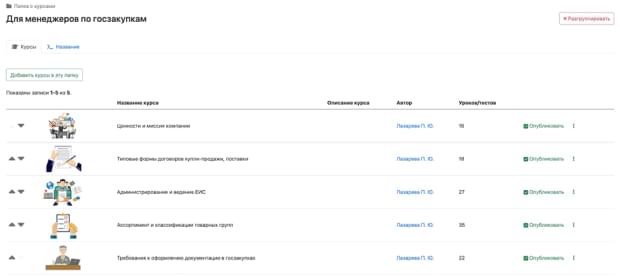 Папка с курсами
Для менеджеров по госзакупкам
Разгруппировать
Курсы
Название
Добавить курсы в эту папку
Показаны записи 1-5 из 5.
Название курса Описание курса Автор Уроков/тестов
Ценности и миссия компании Лазарева П. Ю. 16 Опубликовать
Типовые формы договоров купли-продажи, поставки Лазарева П. Ю. 18 Опубликовать
Администрирование и ведение ЕИС Лазарева П. Ю. 27 Опубликовать
Ассортимент и классификации товарных групп Лазарева П. Ю. 35 Опубликовать
Требования к оформлению документации в госзакупках Лазарева П. Ю. 22 Опубликовать